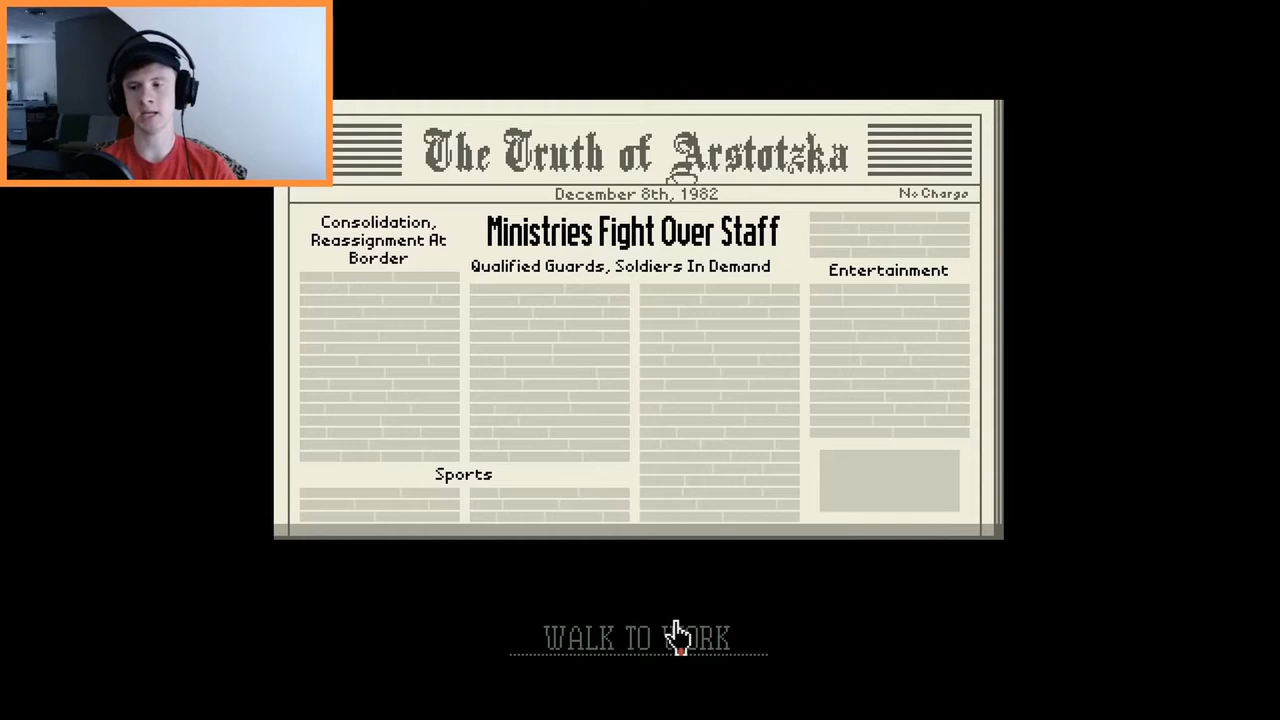 The Truth of Arstotzka
December 8th, 1982
No Charge
Consolidation,
Reassignment At
Border
Ministries Fight Over Staff
Qualified Guards, Soldiers In Demand
Entertainment
Sports
WALK TO WORK